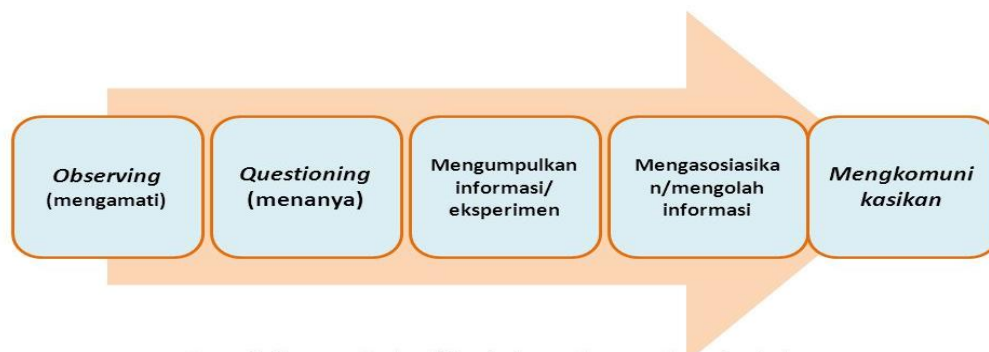 Observing
(mengamati)
Questioning
(menanya)
Mengumpulkan
informasi/
eksperimen
Mengasosiasika
n/mengolah
informasi
Mengkomuni
kasikan